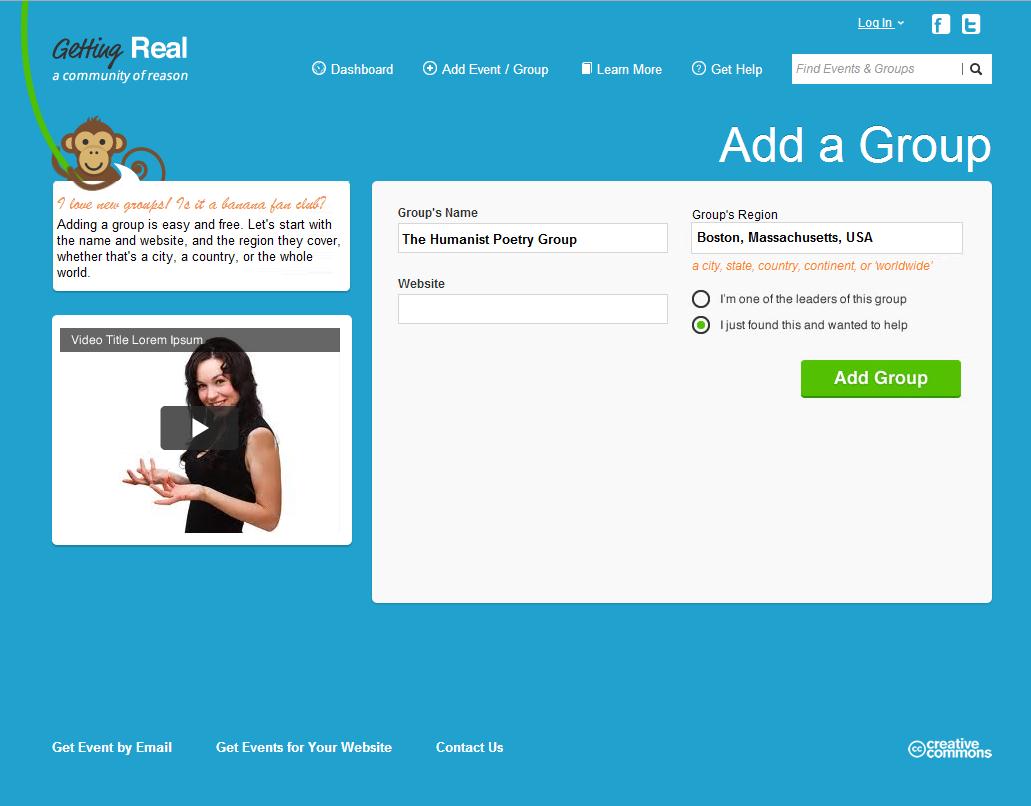 Log In
Getting Real
a community of reason
Dashboard
Add Event / Group
Learn More
Get Help
Find Events & Groups
Add a Group
I love new groups! Is it a banana fan club?
Adding a group is easy and free. Let's start with
the name and website, and the region they cover,
whether that's a city, a country, or the whole
world.
Video Title Lorem Ipsum
Group's Name
The Humanist Poetry Group
Website
Group's Region
Boston, Massachusetts, USA
a city, state, country, continent, or 'worldwide'
I'm one of the leaders of this group
I just found this and wanted to help
Add Group
Get Event by Email
Get Events for Your Website
Contact Us
cc creative
commons